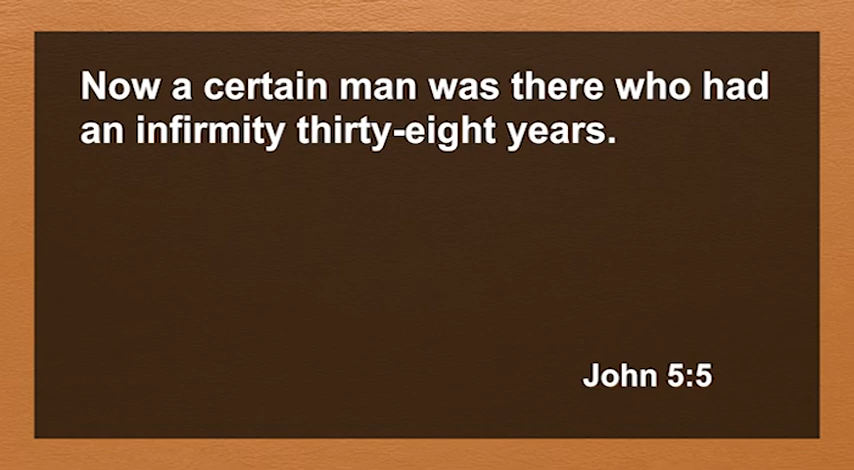 Now a certain man was there who had
an infirmity thirty-eight years.
John 5:5